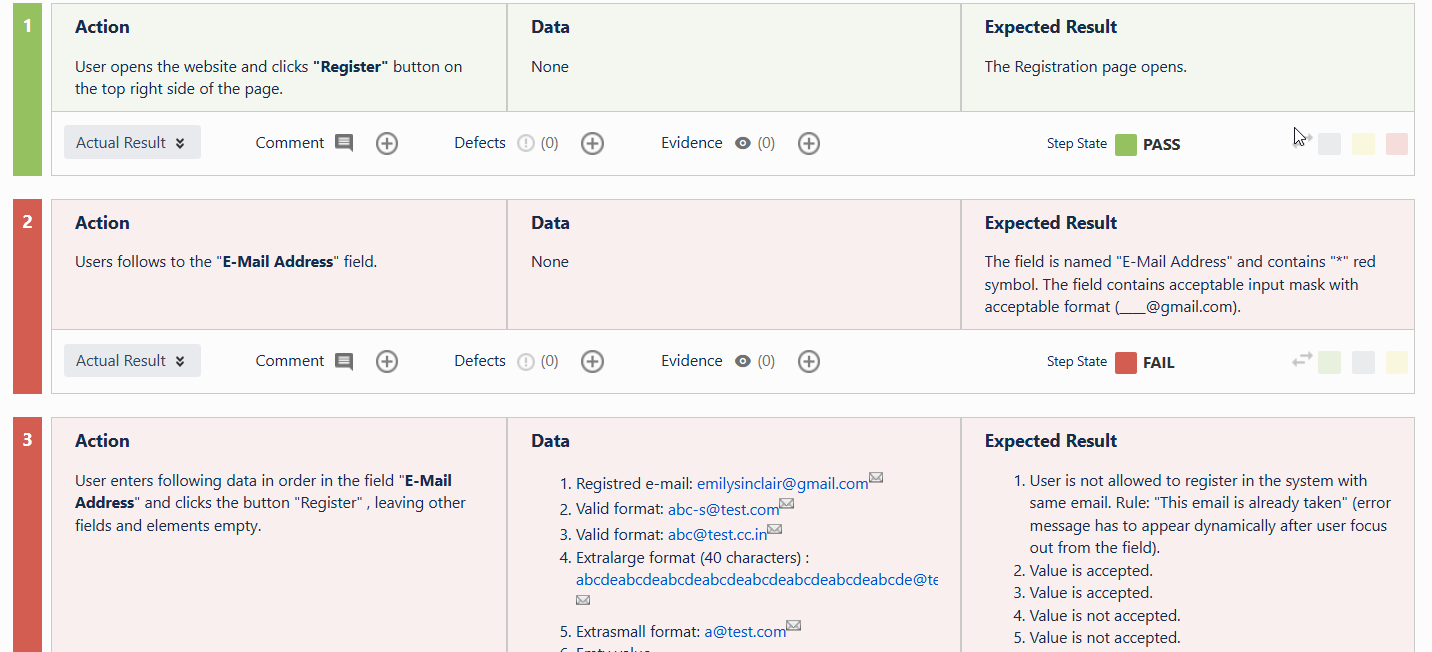 1
Action
Data
Expected Result
User opens the website and clicks "Register" button on
the top right side of the page.
None
The Registration page opens.
Actual Result
Comment
Defects (0)
Evidence (0)
Step State PASS
2
Action
Data
Expected Result
Users follows to the "E-Mail Address" field.
None
The field is named "E-Mail Address" and contains "*" red
symbol. The field contains acceptable input mask with
acceptable format (___@gmail.com).
Actual Result
Comment
Defects (0)
Evidence (0)
Step State FAIL
3
Action
Data
Expected Result
User enters following data in order in the field "E-Mail
Address" and clicks the button "Register" , leaving other
fields and elements empty.
1. Registred e-mail: emilysinclair@gmail.com
2. Valid format: abc-s@test.com
3. Valid format: abc@test.cc.in
4. Extralarge format (40 characters) :
abcdeabcdeabcdeabcdeabcdeabcdeabcdeabcde@te
5. Extrasmall format: a@test.com
6. Emty value
1. User is not allowed to register in the system with
same email. Rule: "This email is already taken" (error
message has to appear dynamically after user focus
out from the field).
2. Value is accepted.
3. Value is accepted.
4. Value is not accepted.
5. Value is not accepted.